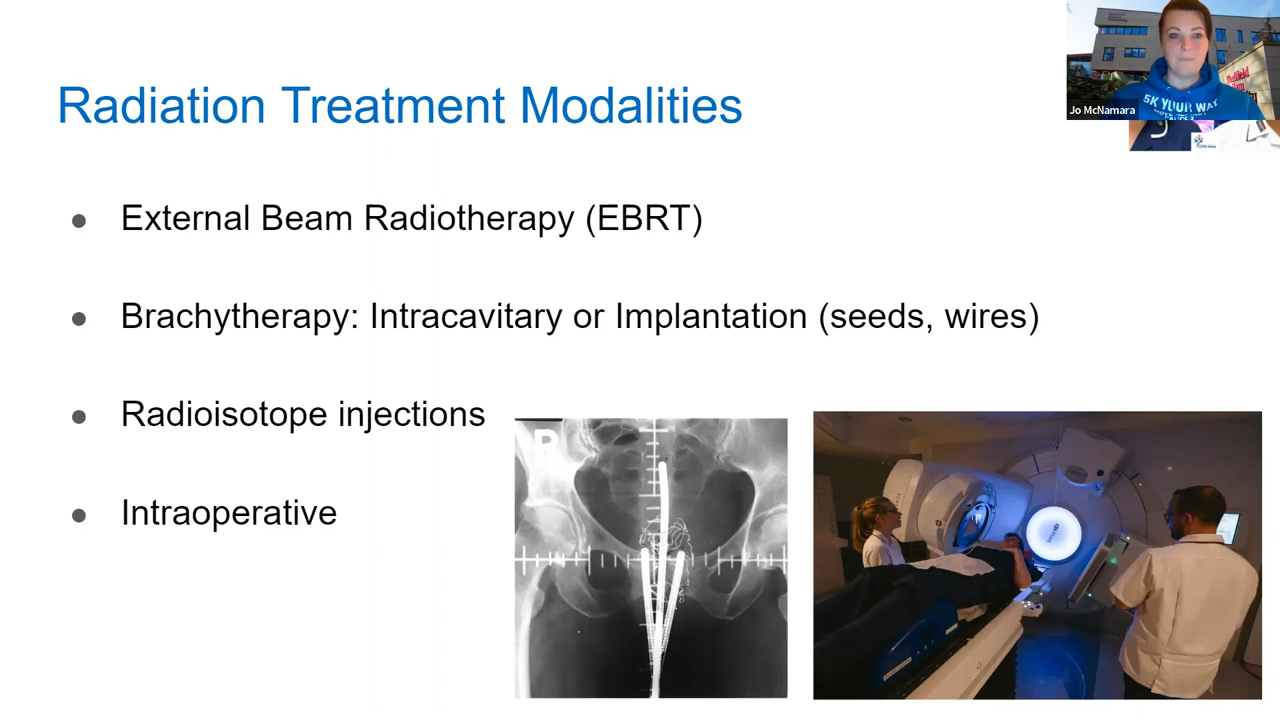 Radiation Treatment Modalities
Jo McNamara
5K YOUR WAY
External Beam Radiotherapy (EBRT)
Brachytherapy: Intracavitary or Implantation (seeds, wires)
Radioisotope injections
Intraoperative
R